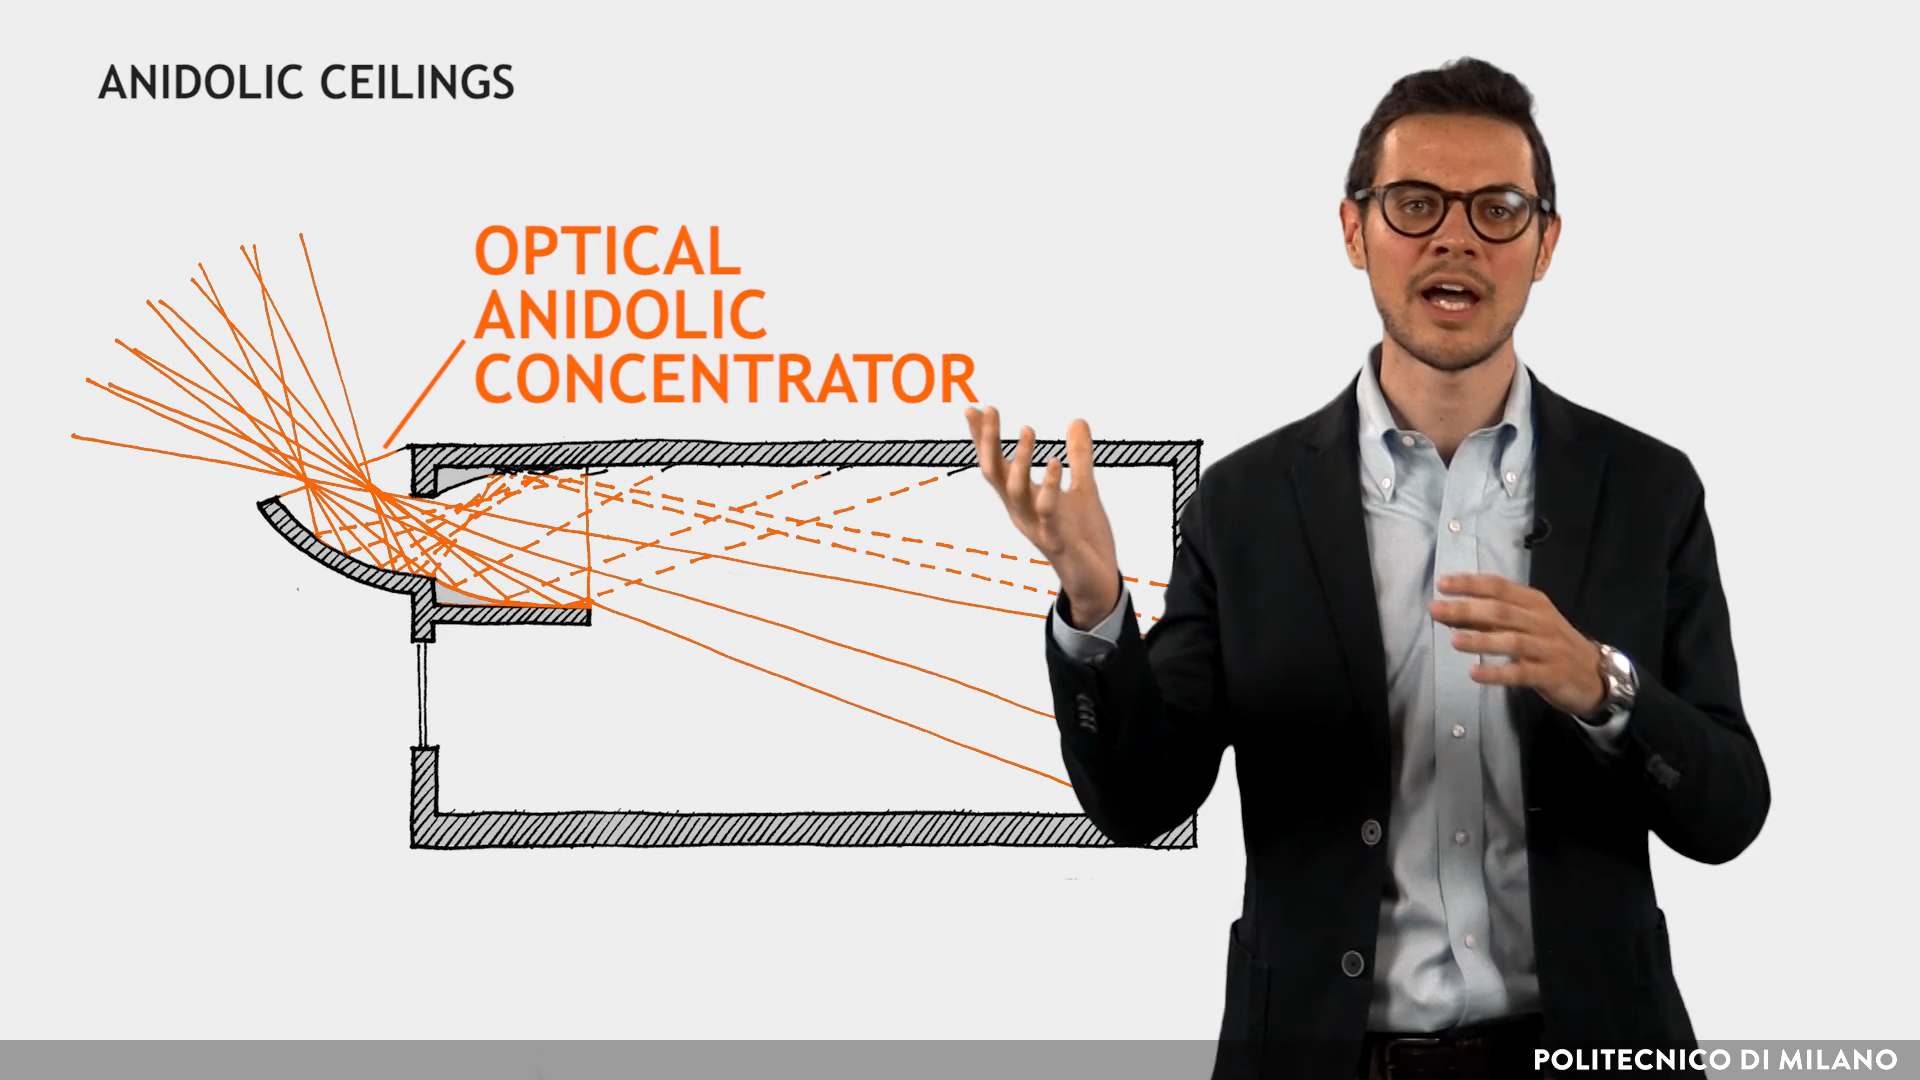 ANIDOLIC CEILINGS
OPTICAL
ANIDOLIC
CONCENTRATOR
POLITECNICO DI MILANO